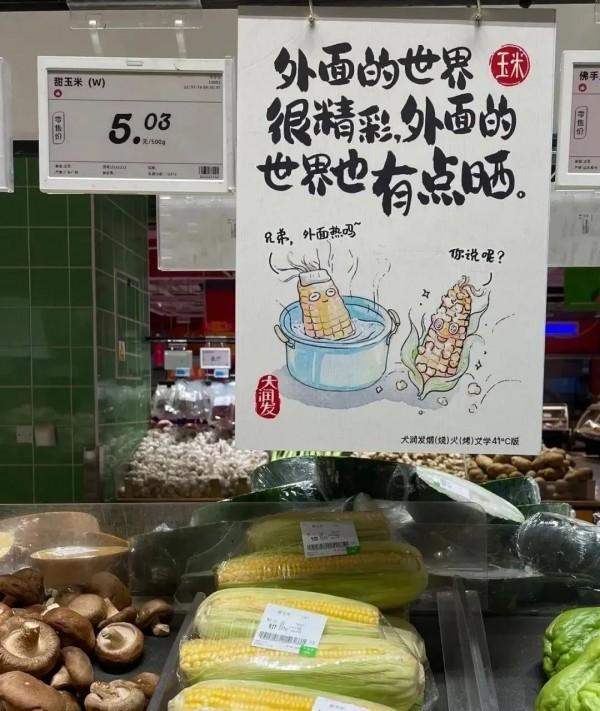 甜玉米 (W)
零售价
5.03
元/500g
外面的世界
玉米
很精彩,外面的
世界也有点晒。
兄弟,外面热吗~
你说呢?
大润发
大润发烟(烧)火(烤)文学41°C版
佛手
零售价